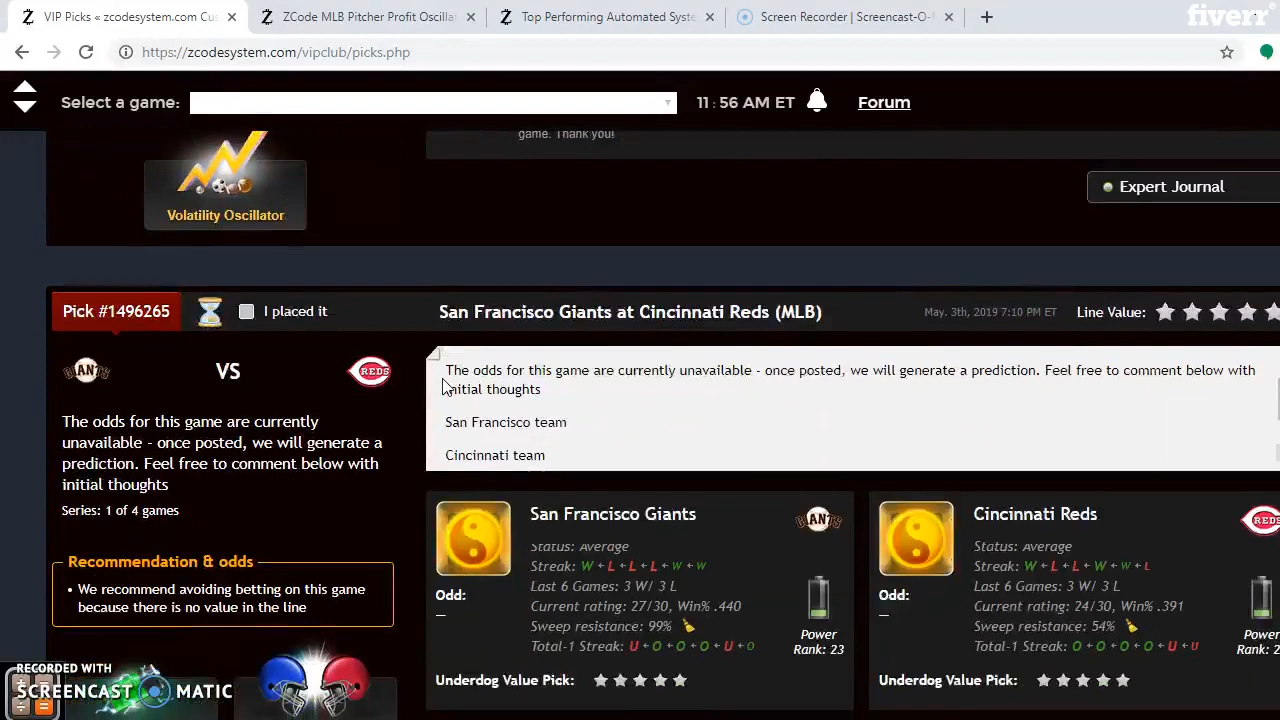 VIP Picks « zcodesystem.com Cus
ZCode MLB Pitcher Profit Oscilla
Top Performing Automated Syste
Screen Recorder | Screencast-O-
fiverr
https://zcodesystem.com/vipclub/picks.php
Select a game:
11:56 AM ET
Forum
game. Thank you!
Volatility Oscillator
Expert Journal
Pick #1496265
I placed it
San Francisco Giants at Cincinnati Reds (MLB)
May. 3th, 2019 7:10 PM ET
Line Value:
GIANTS
VS
REDS
The odds for this game are currently unavailable - once posted, we will generate a prediction. Feel free to comment below with
initial thoughts
San Francisco team
Cincinnati team
The odds for this game are currently
unavailable - once posted, we will generate a
prediction. Feel free to comment below with
initial thoughts
Series: 1 of 4 games
Recommendation & odds
• We recommend avoiding betting on this game
because there is no value in the line
San Francisco Giants
GIANTS
Status: Average
Streak: W ← L ← L ← L ← W ← W
Last 6 Games: 3 W/ 3 L
Odd:
Current rating: 27/30, Win% .440
—
Sweep resistance: 99%
Total-1 Streak: U ← O ← O ← O ← U ← O
Power
Rank: 23
Underdog Value Pick:
Cincinnati Reds
REDS
Status: Average
Streak: W ← L ← L ← W ← W ← L
Last 6 Games: 3 W/ 3 L
Odd:
Current rating: 24/30, Win% .391
—
Sweep resistance: 54%
Total-1 Streak: O ← O ← O ← O ← U ← U
Power
Rank: 2
Underdog Value Pick:
RECORDED WITH
SCREENCAST MATIC